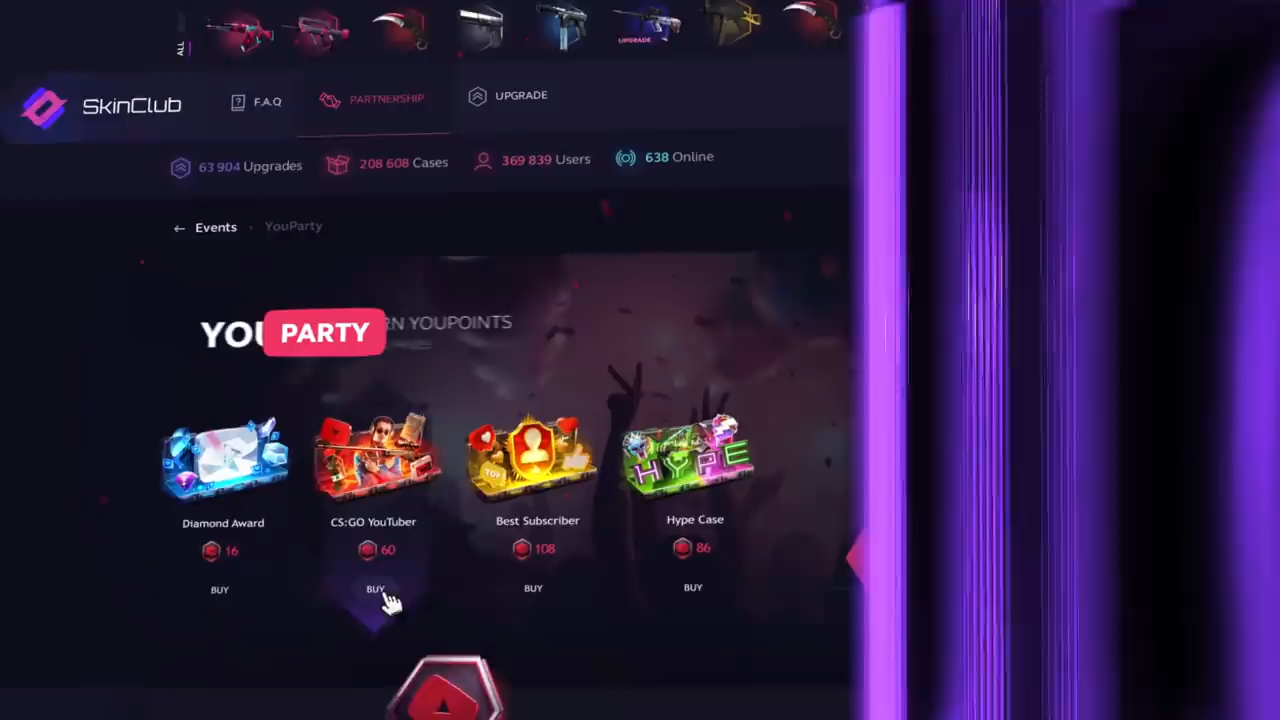 ALL
UPGRADE
SkinClub
F.A.Q
PARTNERSHIP
UPGRADE
63 904 Upgrades
208 608 Cases
369 839 Users
638 Online
← Events • YouParty
YOU PARTY
YOUPOINTS
TOP
HYPE
Diamond Award
CS:GO YouTuber
Best Subscriber
Hype Case
16
60
108
86
BUY
BUY
BUY
BUY